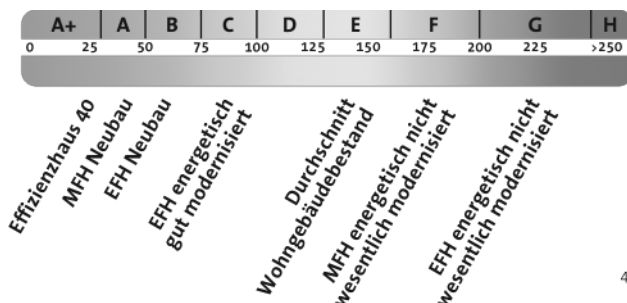 A+ A B C D E F G H
0 25 50 75 100 125 150 175 200 225 >250
Effizienzhaus 40
MFH Neubau
EFH Neubau
EFH energetisch
gut modernisiert
Durchschnitt
Wohngebäudebestand
MFH energetisch nicht
wesentlich modernisiert
EFH energetisch nicht
wesentlich modernisiert
4